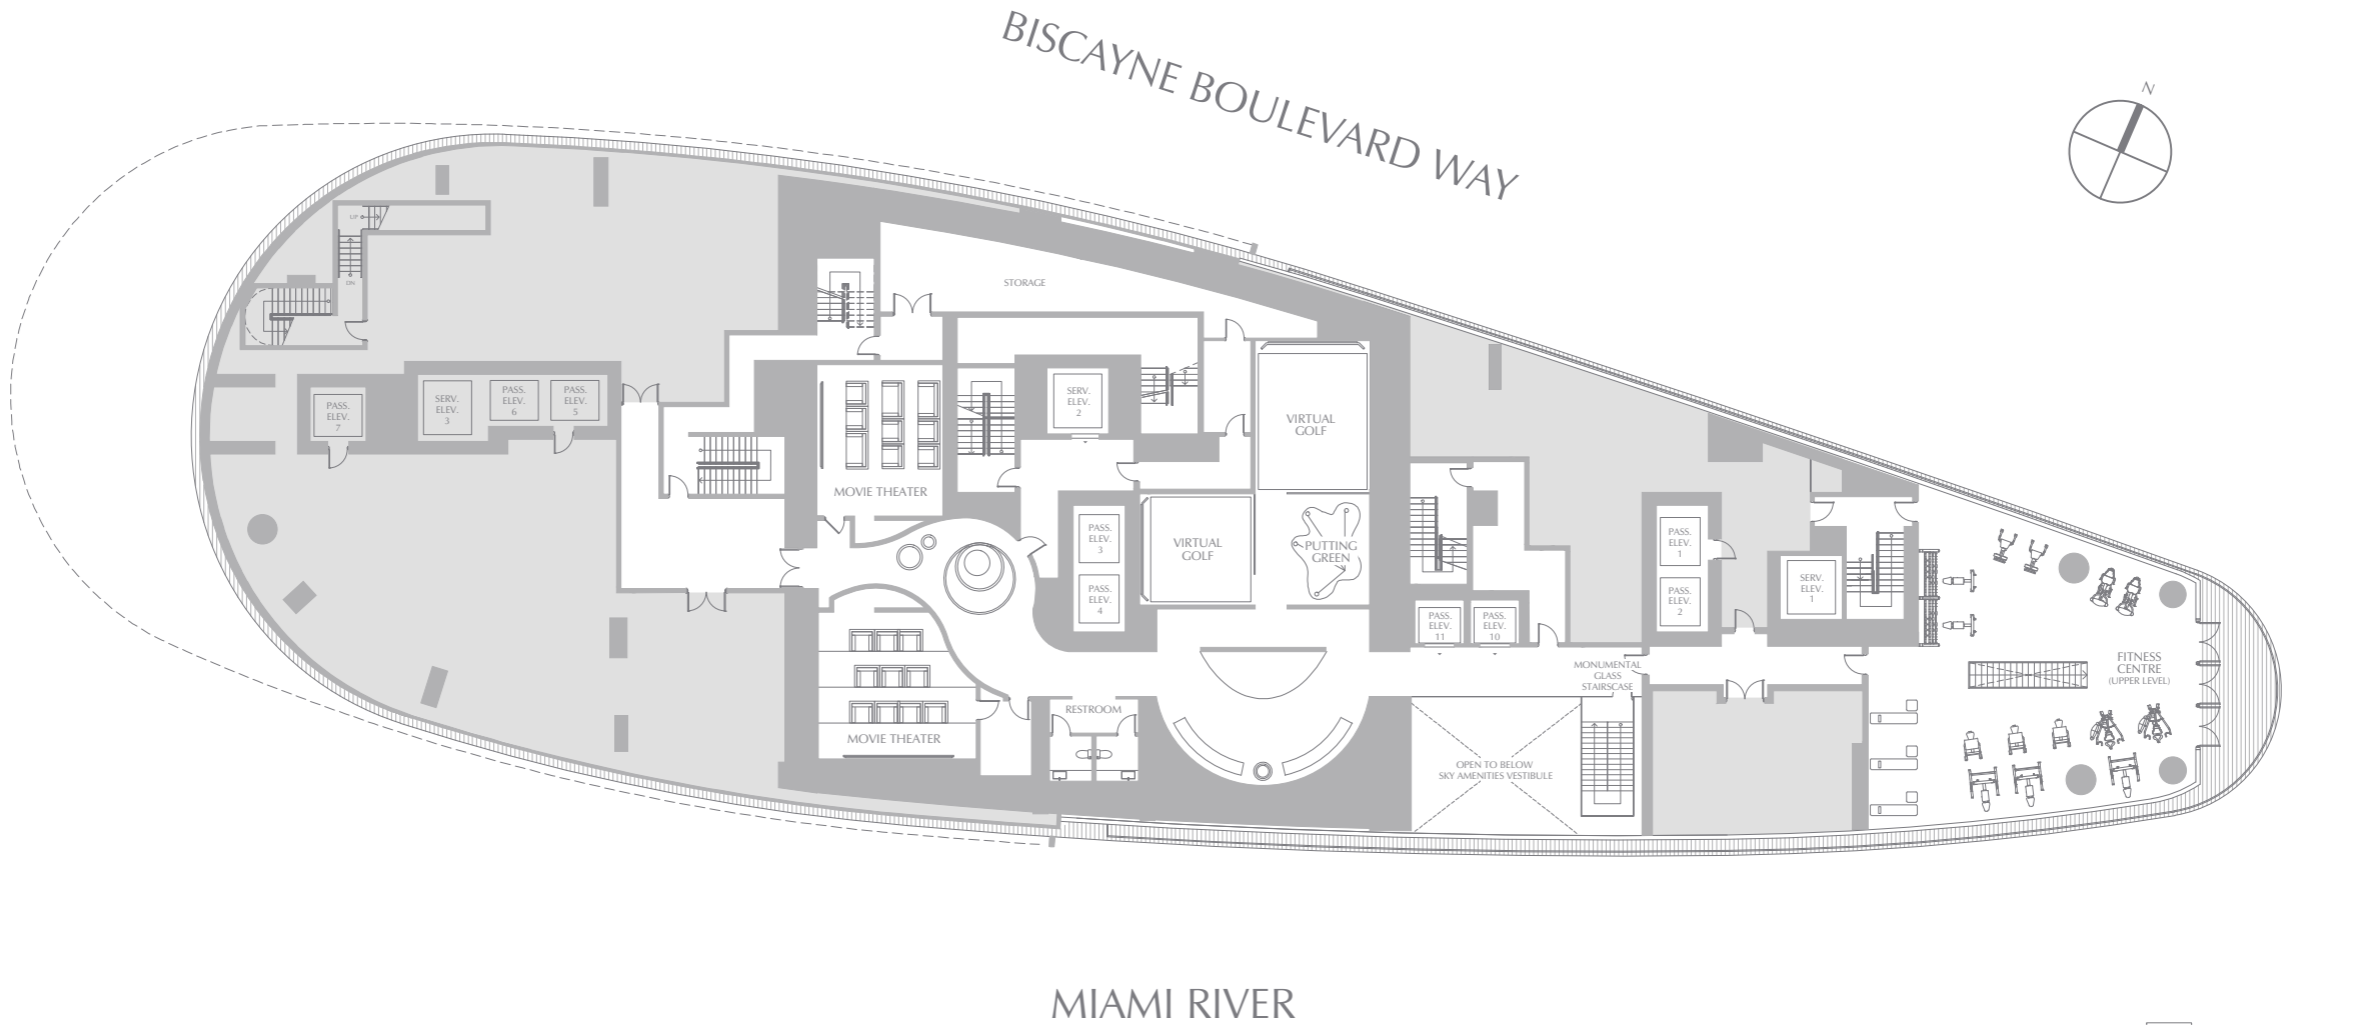 BISCAYNE BOULEVARD WAY
N
UP
DN
STORAGE
PASS.
ELEV.
7
SERV.
ELEV.
3
PASS.
ELEV.
6
PASS.
ELEV.
5
MOVIE THEATER
SERV.
ELEV.
2
VIRTUAL
GOLF
VIRTUAL
GOLF
PUTTING
GREEN
PASS.
ELEV.
3
PASS.
ELEV.
4
PASS.
ELEV.
11
PASS.
ELEV.
10
PASS.
ELEV.
1
PASS.
ELEV.
2
SERV.
ELEV.
1
MONUMENTAL
GLASS
STAIRSCASE
FITNESS
CENTRE
(UPPER LEVEL)
RESTROOM
MOVIE THEATER
OPEN TO BELOW
SKY AMENITIES VESTIBULE
MIAMI RIVER